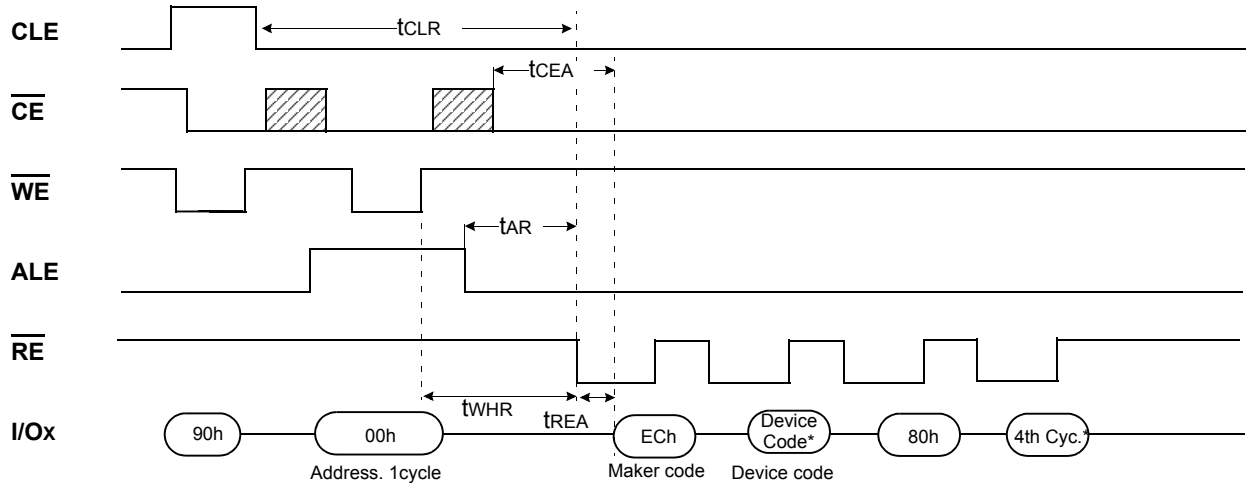 CLE
tCLR
tCEA
CE
WE
tAR
ALE
RE
tWHR
tREA
I/Ox
90h
00h
ECh
Device
Code*
80h
4th Cyc.*
Address. 1cycle
Maker code
Device code